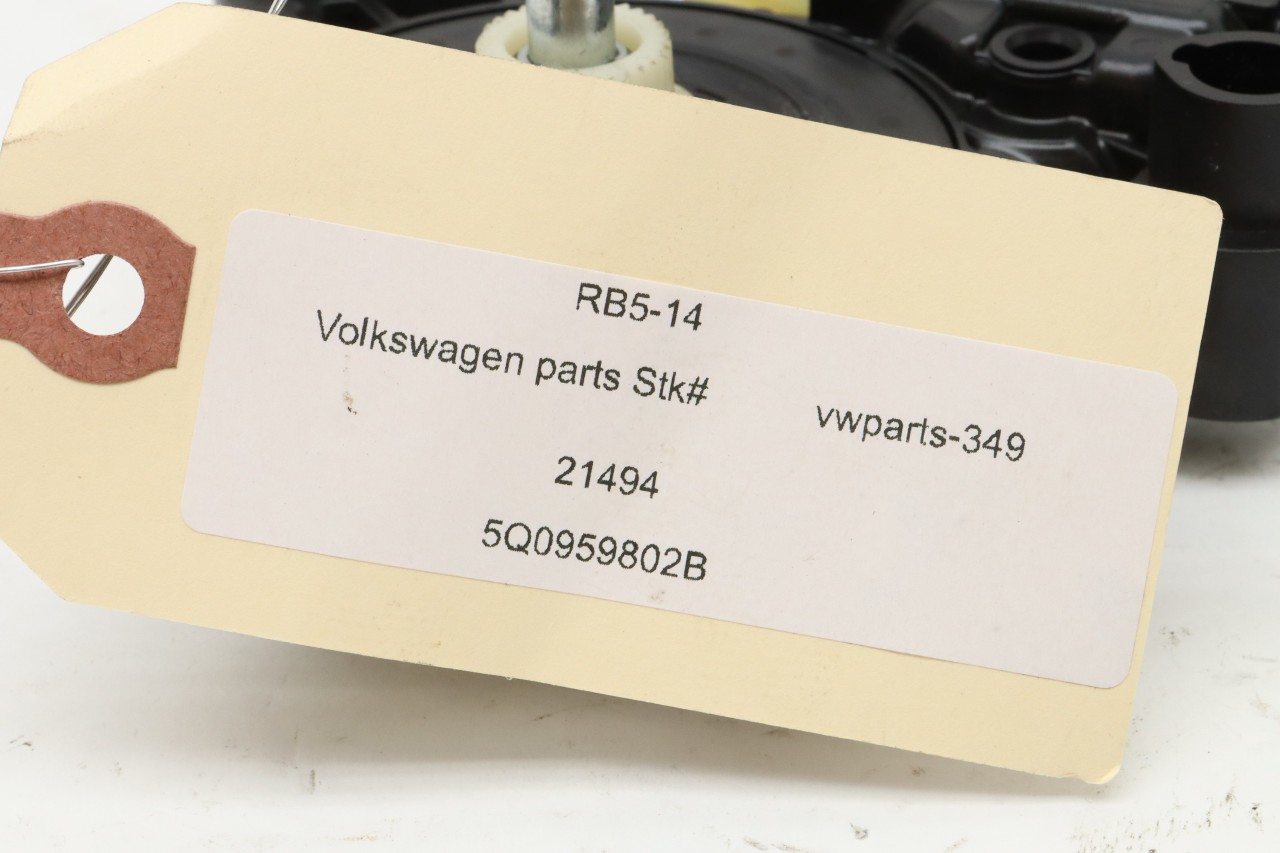 RB5-14
Volkswagen parts Stk# vwparts-349
21494
5Q0959802B